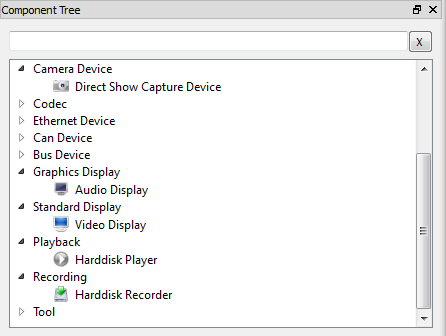 Component Tree
X
Camera Device
Direct Show Capture Device
Codec
Ethernet Device
Can Device
Bus Device
Graphics Display
Audio Display
Standard Display
Video Display
Playback
Harddisk Player
Recording
Harddisk Recorder
Tool